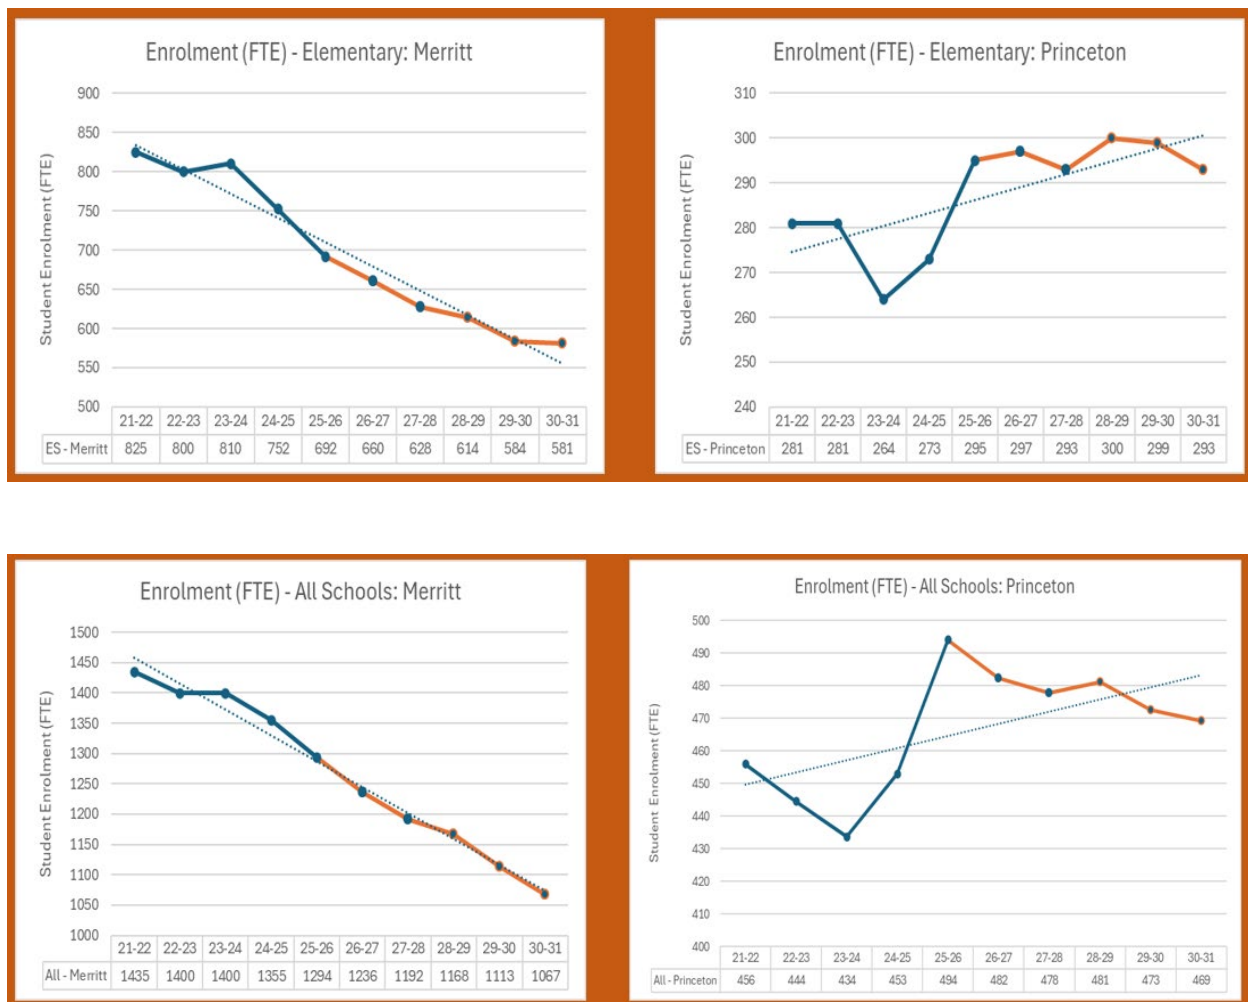 Enrolment (FTE) - Elementary: Merritt
Student Enrolment (FTE)
900
850
800
750
700
650
600
550
500
21-22 22-23 23-24 24-25 25-26 26-27 27-28 28-29 29-30 30-31
ES - Merritt 825 800 810 752 692 660 628 614 584 581
Enrolment (FTE) - Elementary: Princeton
Student Enrolment (FTE)
310
300
290
280
270
260
250
240
21-22 22-23 23-24 24-25 25-26 26-27 27-28 28-29 29-30 30-31
ES - Princeton 281 281 264 273 295 297 293 300 299 293
Enrolment (FTE) - All Schools: Merritt
Student Enrolment (FTE)
1500
1450
1400
1350
1300
1250
1200
1150
1100
1050
1000
21-22 22-23 23-24 24-25 25-26 26-27 27-28 28-29 29-30 30-31
All - Merritt 1435 1400 1400 1355 1294 1236 1192 1168 1113 1067
Enrolment (FTE) - All Schools: Princeton
Student Enrolment (FTE)
500
490
480
470
460
450
440
430
420
410
400
21-22 22-23 23-24 24-25 25-26 26-27 27-28 28-29 29-30 30-31
All - Princeton 456 444 434 453 494 482 478 481 473 469